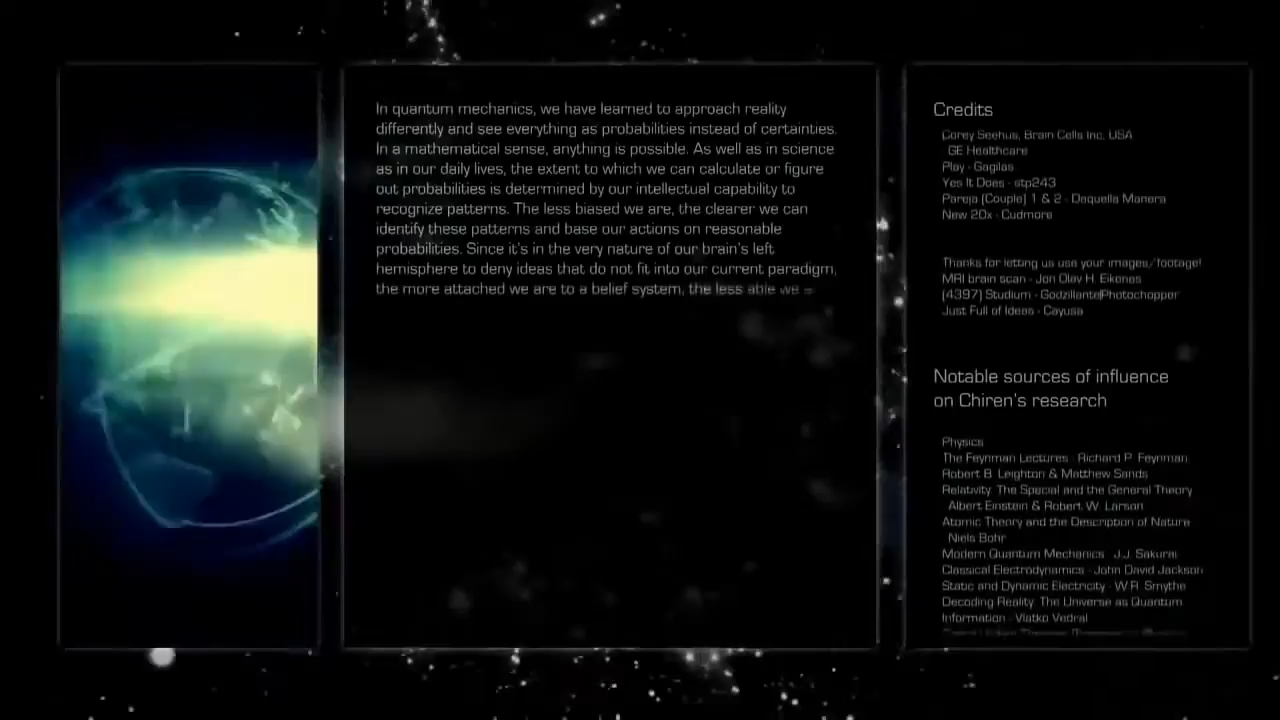 In quantum mechanics, we have learned to approach reality
differently and see everything as probabilities instead of certainties.
In a mathematical sense, anything is possible. As well as in science
as in our daily lives, the extent to which we can calculate or figure
out probabilities is determined by our intellectual capability to
recognize patterns. The less biased we are, the clearer we can
identify these patterns and base our actions on reasonable
probabilities. Since it's in the very nature of our brain's left
hemisphere to deny ideas that do not fit into our current paradigm,
the more attached we are to a belief system, the less able we
Credits
Corey Seehus, Brain Cells Inc, USA
GE Healthcare
Play - Gagilas
Yes It Does - stp243
Pareja (Couple) 1 & 2 - Daquella Manera
New 20x - Cudmore
Thanks for letting us use your images/footage!
MRI brain scan - Jon Olav H. Eikenes
(4397) Studium - Godzillante|Photochopper
Just Full of Ideas - Cayusa
Notable sources of influence
on Chiren's research
Physics
The Feynman Lectures - Richard P. Feynman,
Robert B. Leighton & Matthew Sands
Relativity: The Special and the General Theory
Albert Einstein & Robert W. Larson
Atomic Theory and the Description of Nature
Niels Bohr
Modern Quantum Mechanics - J.J. Sakurai
Classical Electrodynamics - John David Jackson
Static and Dynamic Electricity - W.R. Smythe
Decoding Reality: The Universe as Quantum
Information - Vlatko Vedral